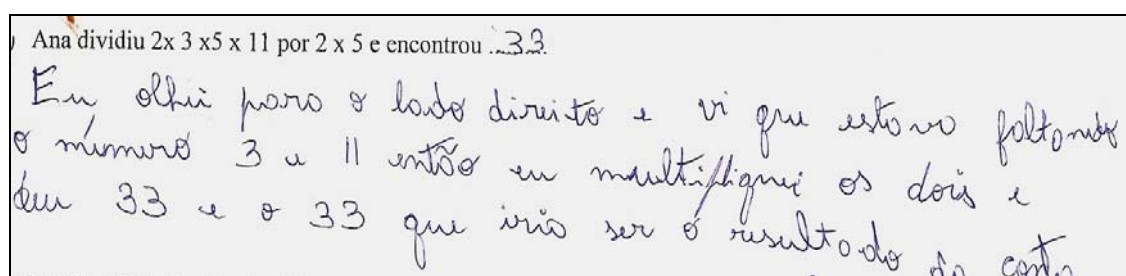 ) Ana dividiu 2x 3 x5 x 11 por 2 x 5 e encontrou ...33
Eu olhei para o lado direito e vi que estava faltando
o número 3 e 11 então eu multipliquei os dois e
deu 33 e o 33 que iria ser o resultado da conta